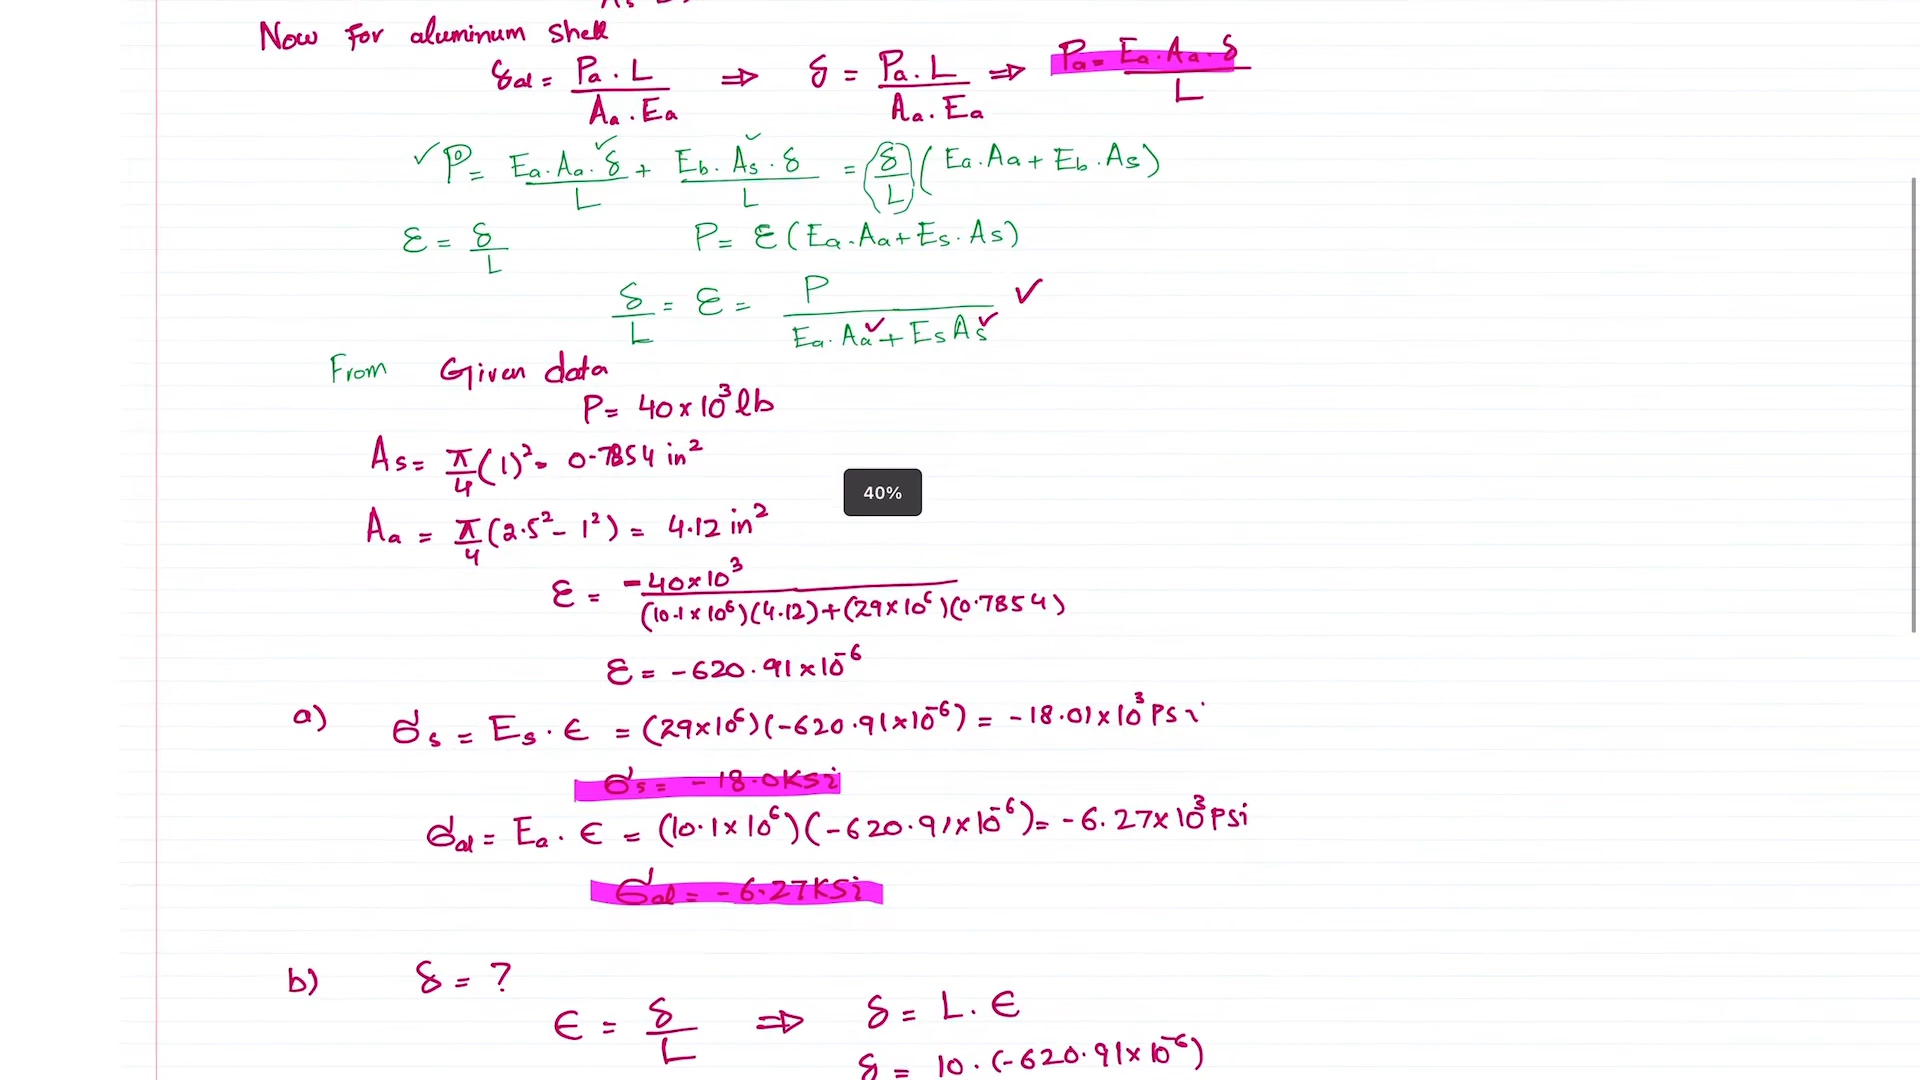 Now For aluminum shell
δal = Pa . L / Aa . Ea ⇒ δ = Pa . L / Aa . Ea ⇒ Pa = Ea . Aa . δ / L
✓ P = Ea . Aa . δ / L + Eb . As . δ / L = (δ / L) ( Ea . Aa + Eb . As )
Ɛ = δ / L P = Ɛ ( Ea . Aa + Es . As )
δ / L = Ɛ = P / Ea . Aa + Es As ✓
From Given data
P = 40 × 10³ lb
As = π/4 (1)² = 0.7854 in²
40%
Aa = π/4 (2.5² - 1²) = 4.12 in²
Ɛ = -40×10³ / (10.1 × 10⁶)(4.12) + (29×10⁶)(0.7854)
Ɛ = -620.91×10⁻⁶
a) σs = Es . ϵ = (29×10⁶)(-620.91×10⁻⁶) = -18.01×10³ Psi
σs = -18.0Ksi
σal = Ea . ϵ = (10.1×10⁶)(-620.91×10⁻⁶) = -6.27×10³ Psi
σal = -6.27Ksi
b) δ = ?
ϵ = δ / L ⇒ δ = L . ϵ
δ = 10 . (-620.91×10⁻⁶)